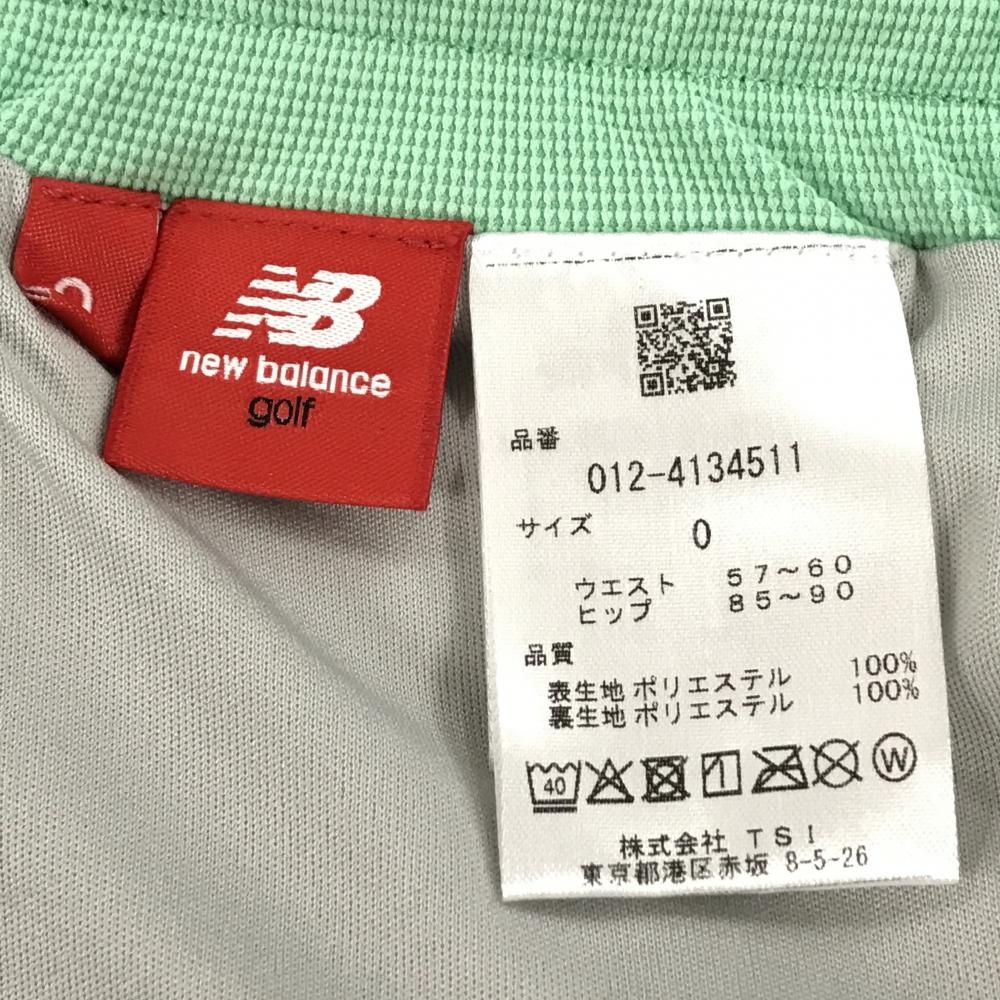 NB
new balance
golf
品番
012-4134511
サイズ 0
ウエスト 57～60
ヒップ 85～90
品質
表生地 ポリエステル 100%
裏生地 ポリエステル 100%
40 W
株式会社 TSI
東京都港区赤坂 8-5-26